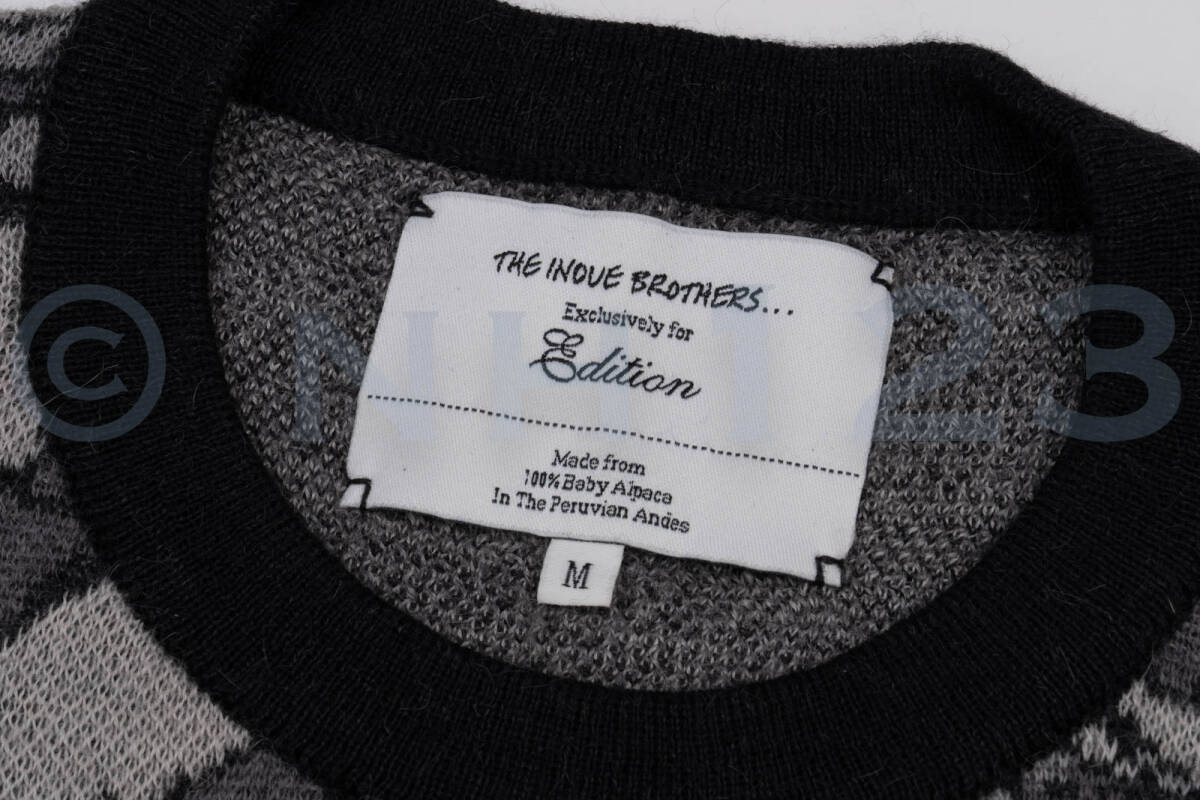 THE INOUE BROTHERS...
Exclusively for
Edition
Made from
100% Baby Alpaca
In The Peruvian Andes
M